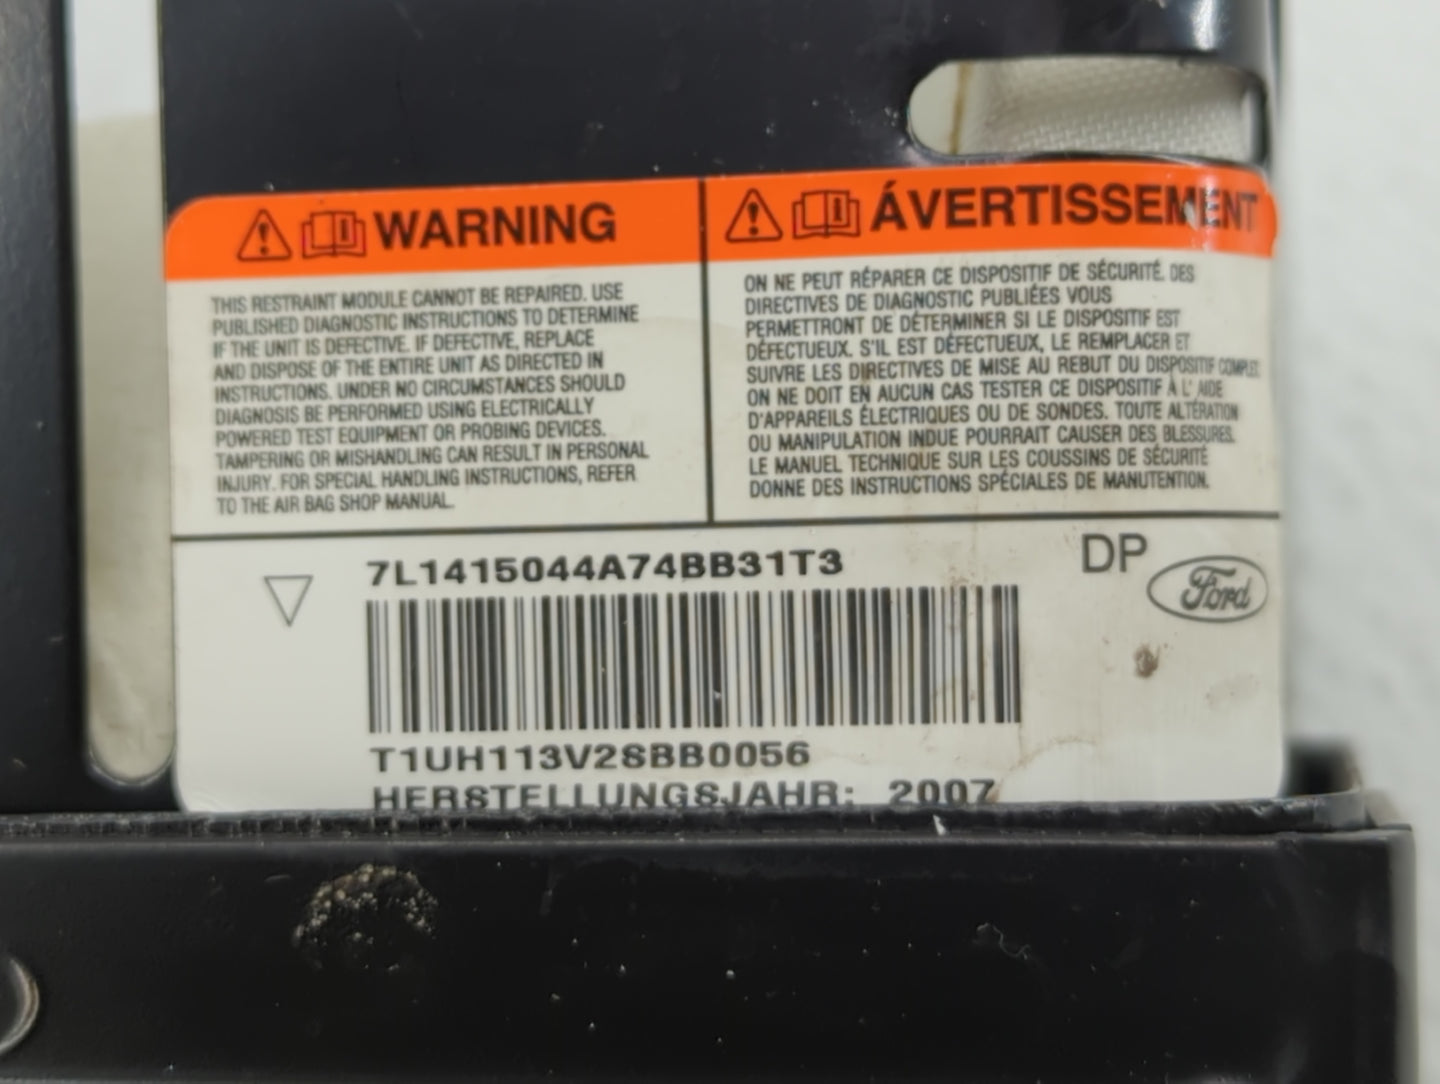 WARNING
THIS RESTRAINT MODULE CANNOT BE REPAIRED. USE
PUBLISHED DIAGNOSTIC INSTRUCTIONS TO DETERMINE
IF THE UNIT IS DEFECTIVE. IF DEFECTIVE, REPLACE
AND DISPOSE OF THE ENTIRE UNIT AS DIRECTED IN
INSTRUCTIONS. UNDER NO CIRCUMSTANCES SHOULD
DIAGNOSIS BE PERFORMED USING ELECTRICALLY
POWERED TEST EQUIPMENT OR PROBING DEVICES.
TAMPERING OR MISHANDLING CAN RESULT IN PERSONAL
INJURY. FOR SPECIAL HANDLING INSTRUCTIONS, REFER
TO THE AIR BAG SHOP MANUAL.
ÁVERTISSEMENT
ON NE PEUT RÉPARER CE DISPOSITIF DE SÉCURITÉ. DES
DIRECTIVES DE DIAGNOSTIC PUBLIÉES VOUS
PERMETTRONT DE DÉTERMINER SI LE DISPOSITIF EST
DÉFECTUEUX. S'IL EST DÉFECTUEUX, LE REMPLACER ET
SUIVRE LES DIRECTIVES DE MISE AU REBUT DU DISPOSITIF COMPLET.
ON NE DOIT EN AUCUN CAS TESTER CE DISPOSITIF À L' AIDE
D'APPAREILS ÉLECTRIQUES OU DE SONDES. TOUTE ALTÉRATION
OU MANIPULATION INDUE POURRAIT CAUSER DES BLESSURES.
LE MANUEL TECHNIQUE SUR LES COUSSINS DE SÉCURITÉ
DONNE DES INSTRUCTIONS SPÉCIALES DE MANUTENTION.
7L1415044A74BB31T3
DP
Ford
T1UH113V2SBB0056
HERSTELLUNGSJAHR: 2007